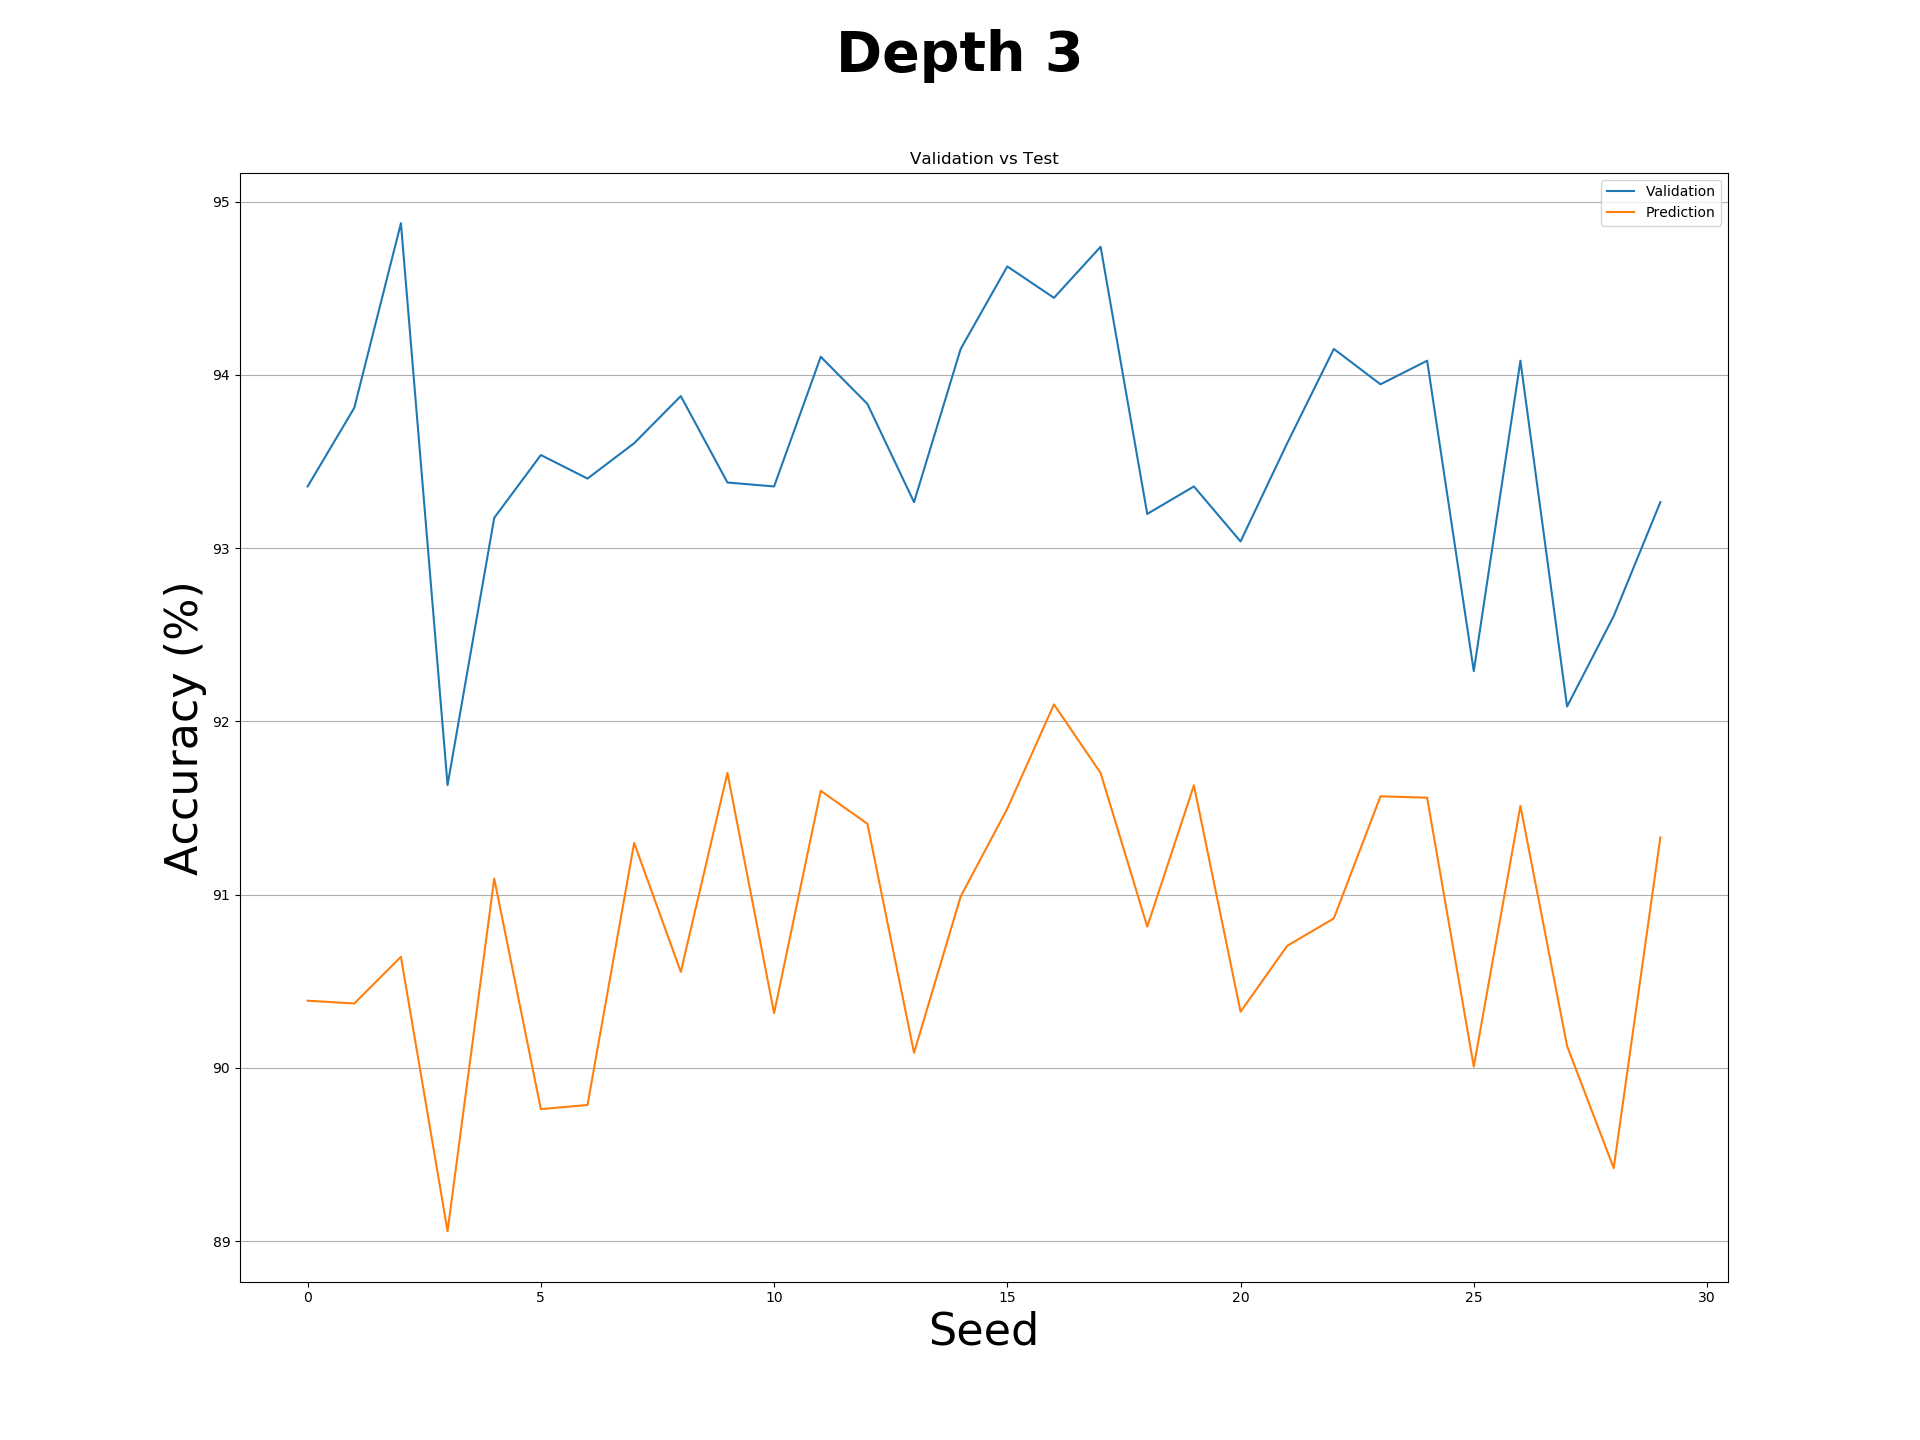 Depth 3
Validation vs Test
Validation
Prediction
95
94
93
92
91
90
89
Accuracy (%)
0 5 10 15 20 25 30
Seed